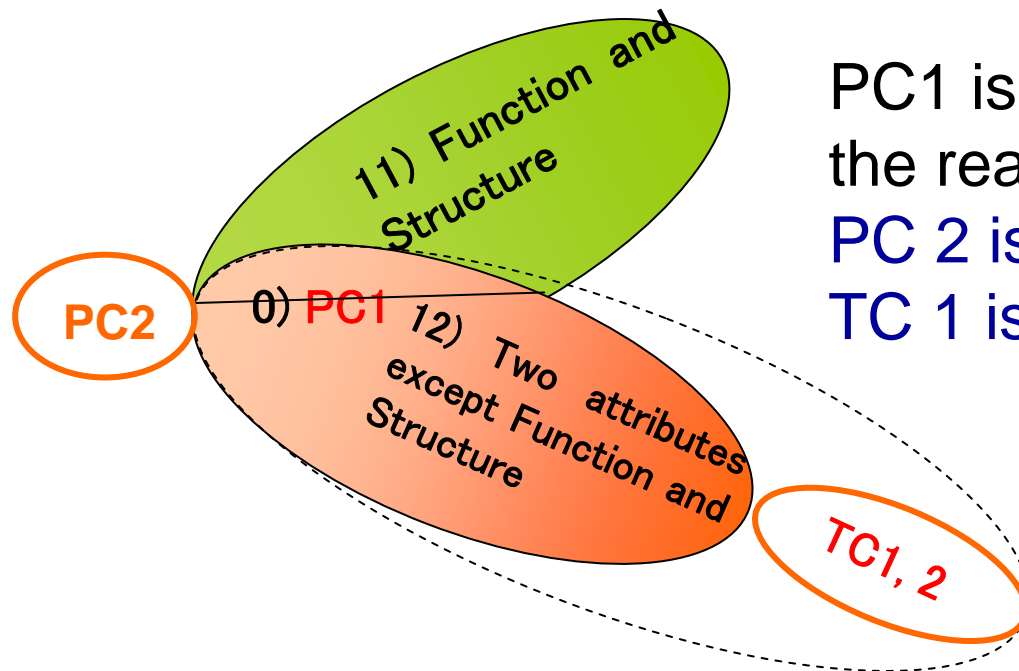 11) Function and
Structure
PC2
0) PC1
12) Two attributes
except Function and
Structure
TC1, 2
PC1 is
the rea
PC 2 is
TC 1 is